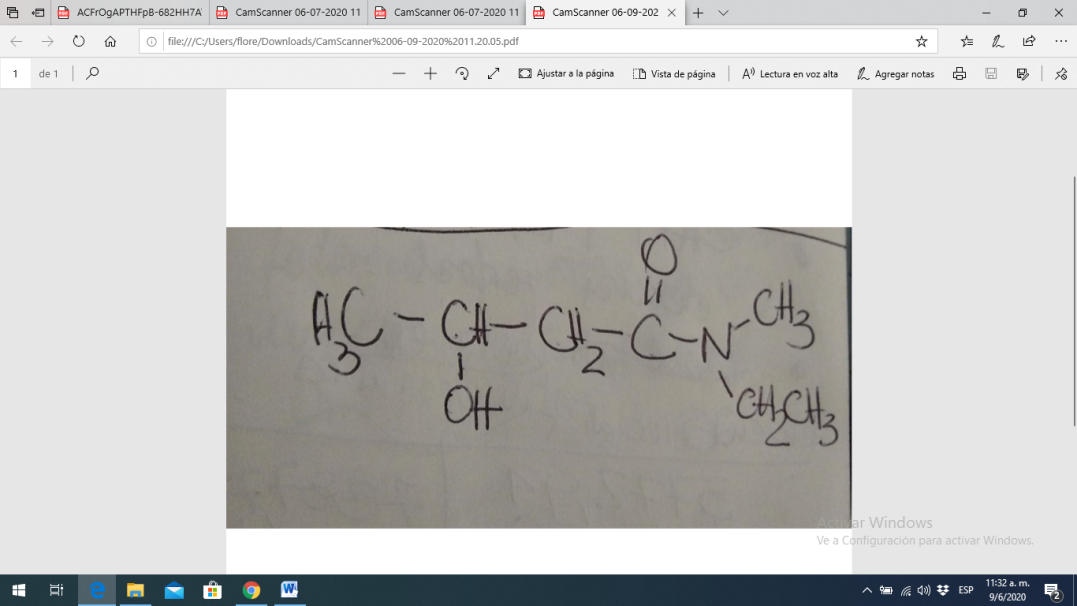 ACFrOgAPTHFpB-682HH7A
CamScanner 06-07-2020 11
CamScanner 06-07-2020 11
CamScanner 06-09-202
file:///C:/Users/flore/Downloads/CamScanner%2006-09-2020%2011.20.05.pdf
1 de 1
Ajustar a la página
Vista de página
Lectura en voz alta
Agregar notas
O
H3C - CH - CH2 - C - N - CH3
OH
CH2CH3
Activar Windows
Ve a Configuración para activar Windows.
ESP
11:32 a. m.
9/6/2020
2